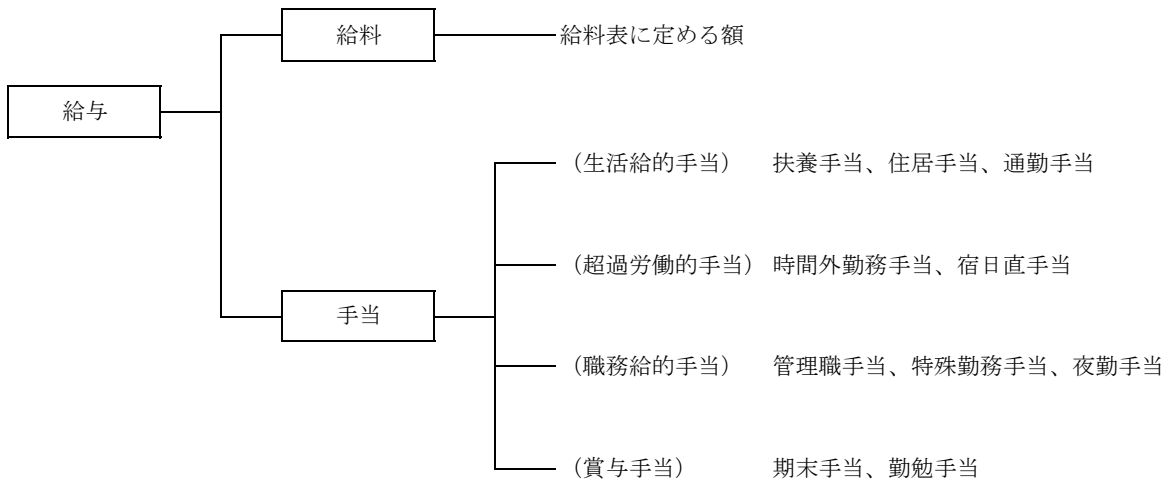 給料
給料表に定める額
給与
（生活給的手当） 扶養手当、住居手当、通勤手当
（超過労働的手当） 時間外勤務手当、宿日直手当
手当
（職務給的手当） 管理職手当、特殊勤務手当、夜勤手当
（賞与手当） 期末手当、勤勉手当